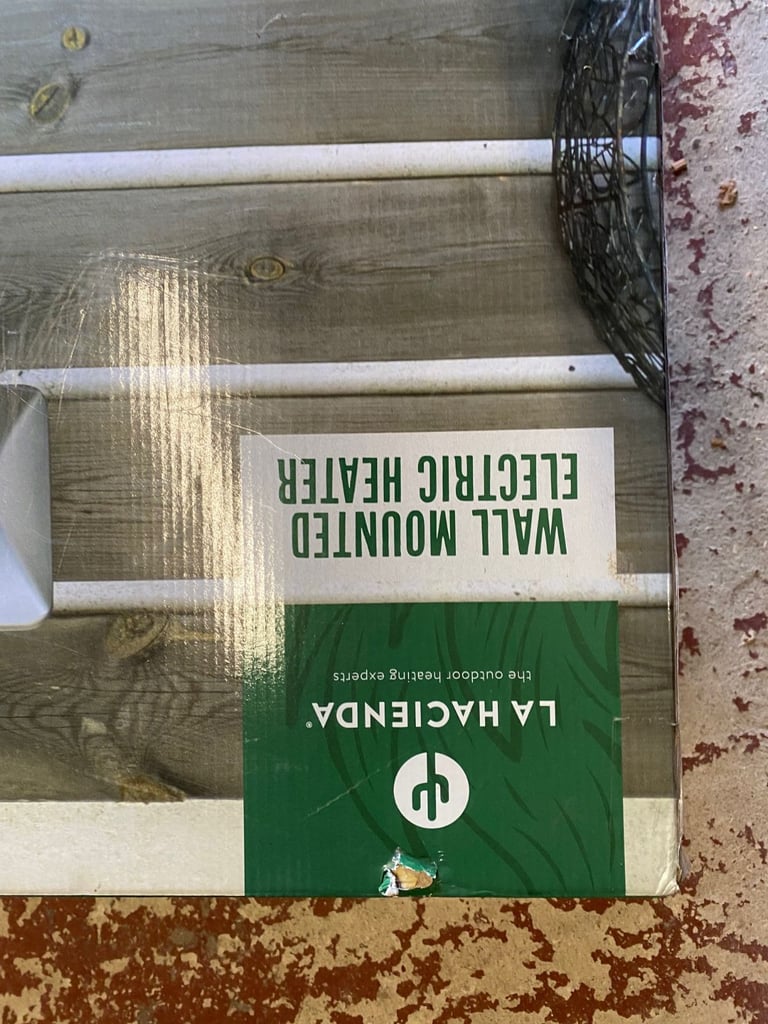 LA HACIENDA®
the outdoor heating experts
WALL MOUNTED
ELECTRIC HEATER